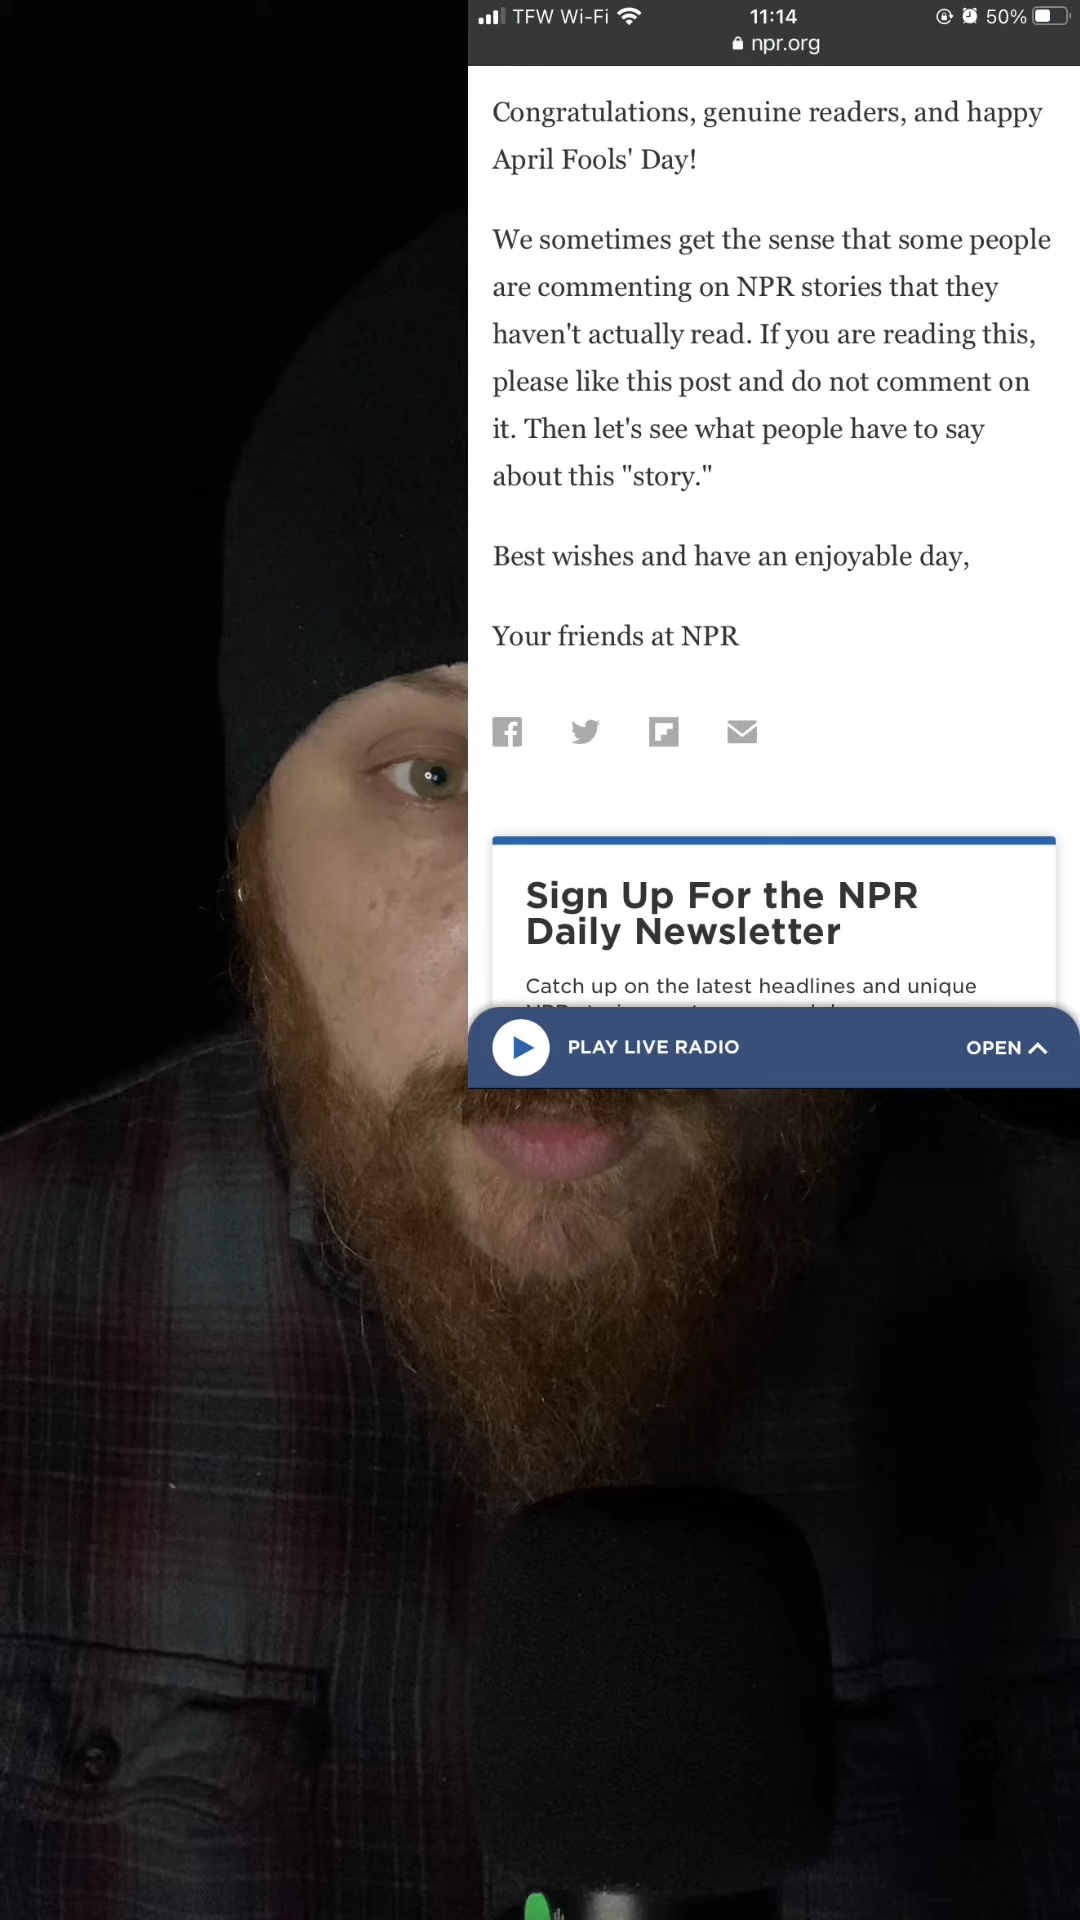 TFW Wi-Fi 11:14 50%
npr.org
Congratulations, genuine readers, and happy
April Fools' Day!
We sometimes get the sense that some people
are commenting on NPR stories that they
haven't actually read. If you are reading this,
please like this post and do not comment on
it. Then let's see what people have to say
about this "story."
Best wishes and have an enjoyable day,
Your friends at NPR
Sign Up For the NPR
Daily Newsletter
Catch up on the latest headlines and unique
PLAY LIVE RADIO OPEN